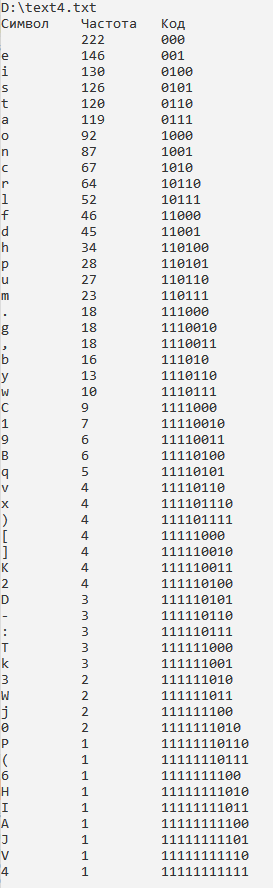 D:\text4.txt
Символ Частота Код
222 000
e 146 001
i 130 0100
s 126 0101
t 120 0110
a 119 0111
o 92 1000
n 87 1001
c 67 1010
r 64 10110
l 52 10111
f 46 11000
d 45 11001
h 34 110100
p 28 110101
u 27 110110
m 23 110111
. 18 111000
g 18 1110010
, 18 1110011
b 16 111010
y 13 1110110
w 10 1110111
C 9 1111000
1 7 11110010
9 6 11110011
B 6 11110100
q 5 11110101
v 4 11110110
x 4 111101110
) 4 111101111
[ 4 11111000
] 4 111110010
K 4 111110011
2 4 111110100
D 3 111110101
- 3 111110110
: 3 111110111
T 3 111111000
k 3 111111001
3 2 111111010
W 2 111111011
j 2 111111100
0 2 1111111010
P 1 11111110110
( 1 11111110111
6 1 1111111100
H 1 11111111010
I 1 11111111011
A 1 11111111100
J 1 11111111101
V 1 11111111110
4 1 11111111111